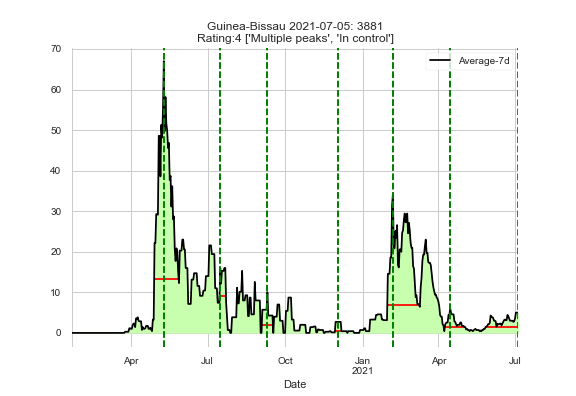 Guinea-Bissau 2021-07-05: 3881
Rating:4 ['Multiple peaks', 'In control']
Average-7d
70
60
50
40
30
20
10
0
Apr
Jul
Oct
Jan
2021
Apr
Jul
Date